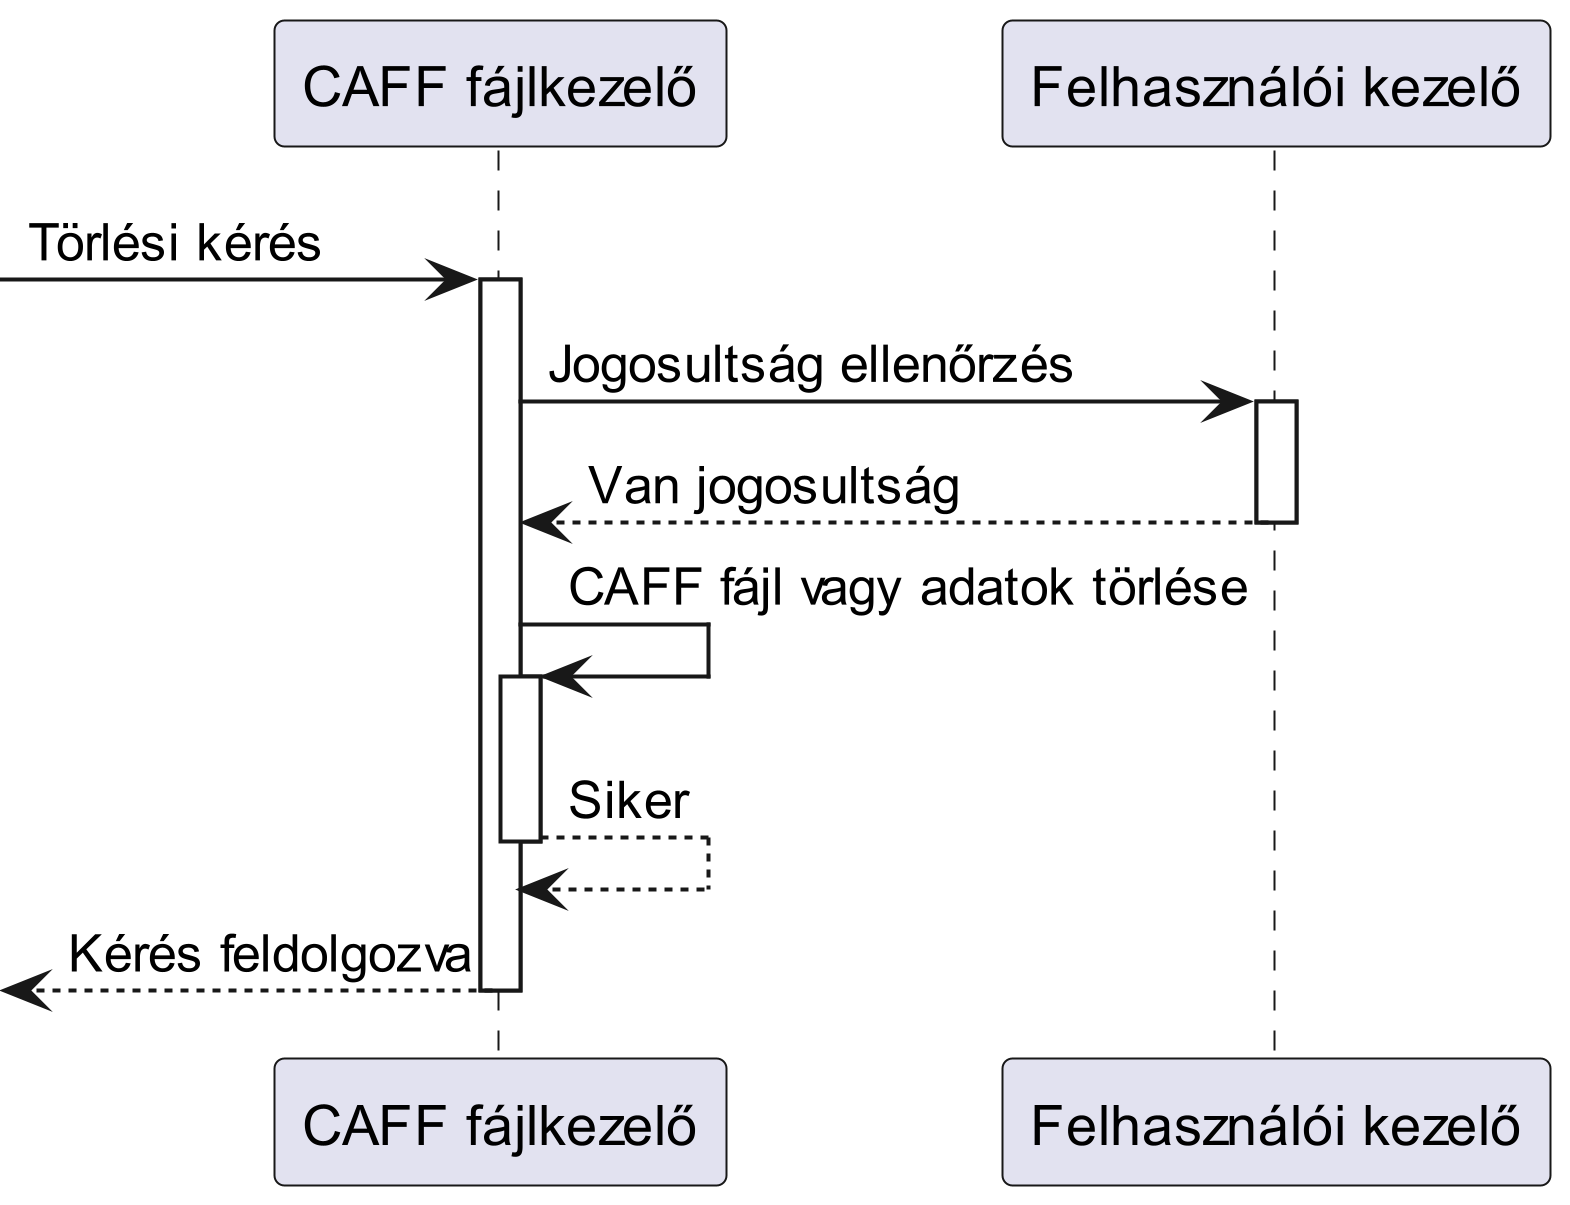 CAFF fájlkezelő
Felhasználói kezelő
Törlési kérés
Jogosultság ellenőrzés
Van jogosultság
CAFF fájl vagy adatok törlése
Siker
Kérés feldolgozva
CAFF fájlkezelő
Felhasználói kezelő